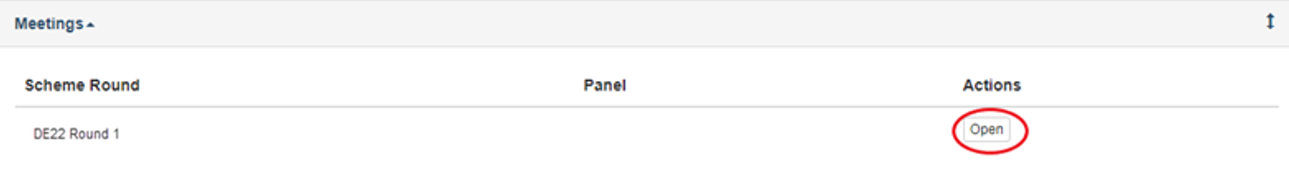 Meetings
Scheme Round Panel Actions
DE22 Round 1 Open